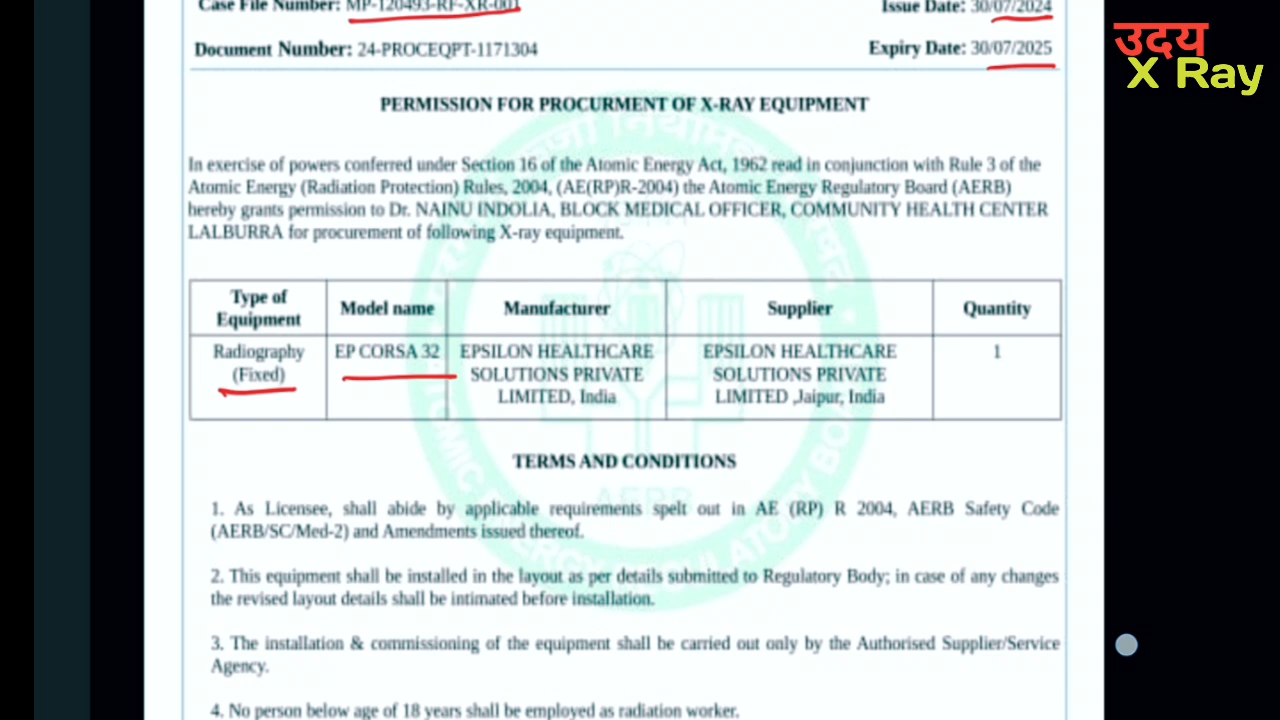 Case File Number: MP-120493-RF-XR-001
Issue Date: 30/07/2024
Document Number: 24-PROCEQPT-1171304
Expiry Date: 30/07/2025
उदय
X Ray
PERMISSION FOR PROCURMENT OF X-RAY EQUIPMENT
In exercise of powers conferred under Section 16 of the Atomic Energy Act, 1962 read in conjunction with Rule 3 of the
Atomic Energy (Radiation Protection) Rules, 2004, (AE(RP)R-2004) the Atomic Energy Regulatory Board (AERB)
hereby grants permission to Dr. NAINU INDOLIA, BLOCK MEDICAL OFFICER, COMMUNITY HEALTH CENTER
LALBURRA for procurement of following X-ray equipment.
Type of Equipment | Model name | Manufacturer | Supplier | Quantity
Radiography (Fixed) | EP CORSA 32 | EPSILON HEALTHCARE SOLUTIONS PRIVATE LIMITED, India | EPSILON HEALTHCARE SOLUTIONS PRIVATE LIMITED ,Jaipur, India | 1
TERMS AND CONDITIONS
1. As Licensee, shall abide by applicable requirements spelt out in AE (RP) R 2004, AERB Safety Code
(AERB/SC/Med-2) and Amendments issued thereof.
2. This equipment shall be installed in the layout as per details submitted to Regulatory Body; in case of any changes
the revised layout details shall be intimated before installation.
3. The installation & commissioning of the equipment shall be carried out only by the Authorised Supplier/Service
Agency.
4. No person below age of 18 years shall be employed as radiation worker.
AERB